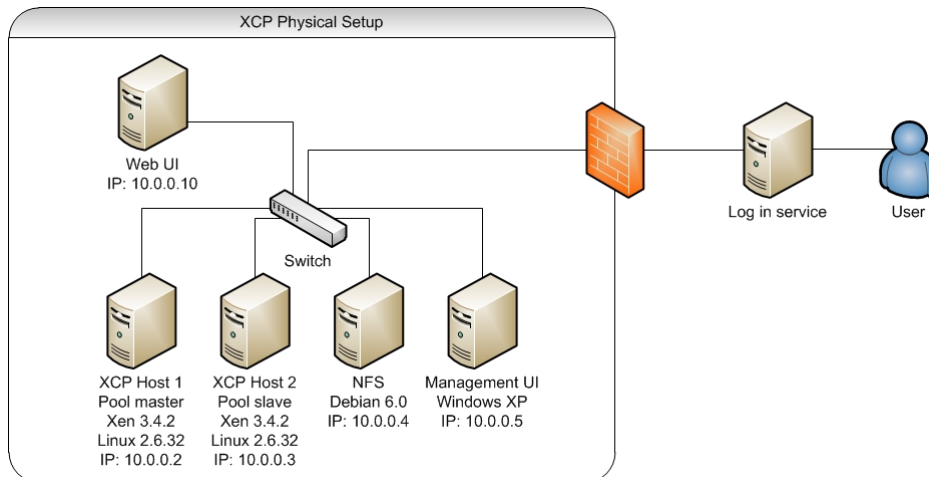 XCP Physical Setup
Web UI
IP: 10.0.0.10
Switch
Log in service
User
XCP Host 1
Pool master
Xen 3.4.2
Linux 2.6.32
IP: 10.0.0.2
XCP Host 2
Pool slave
Xen 3.4.2
Linux 2.6.32
IP: 10.0.0.3
NFS
Debian 6.0
IP: 10.0.0.4
Management UI
Windows XP
IP: 10.0.0.5